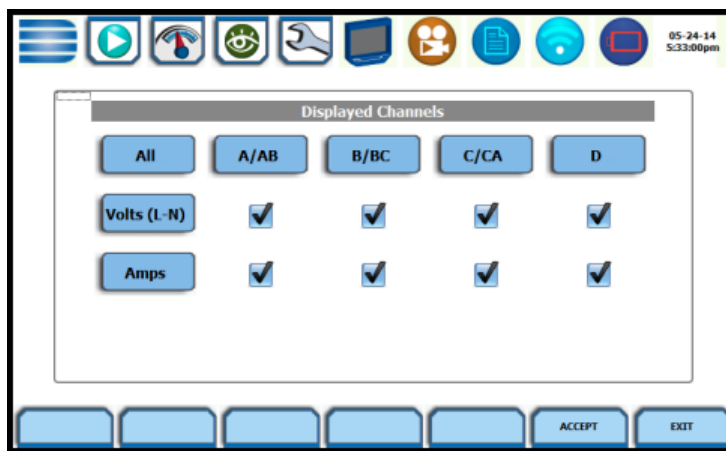 05-24-14
5:33:00pm
Displayed Channels
All A/AB B/BC C/CA D
Volts (L-N)
Amps
ACCEPT EXIT